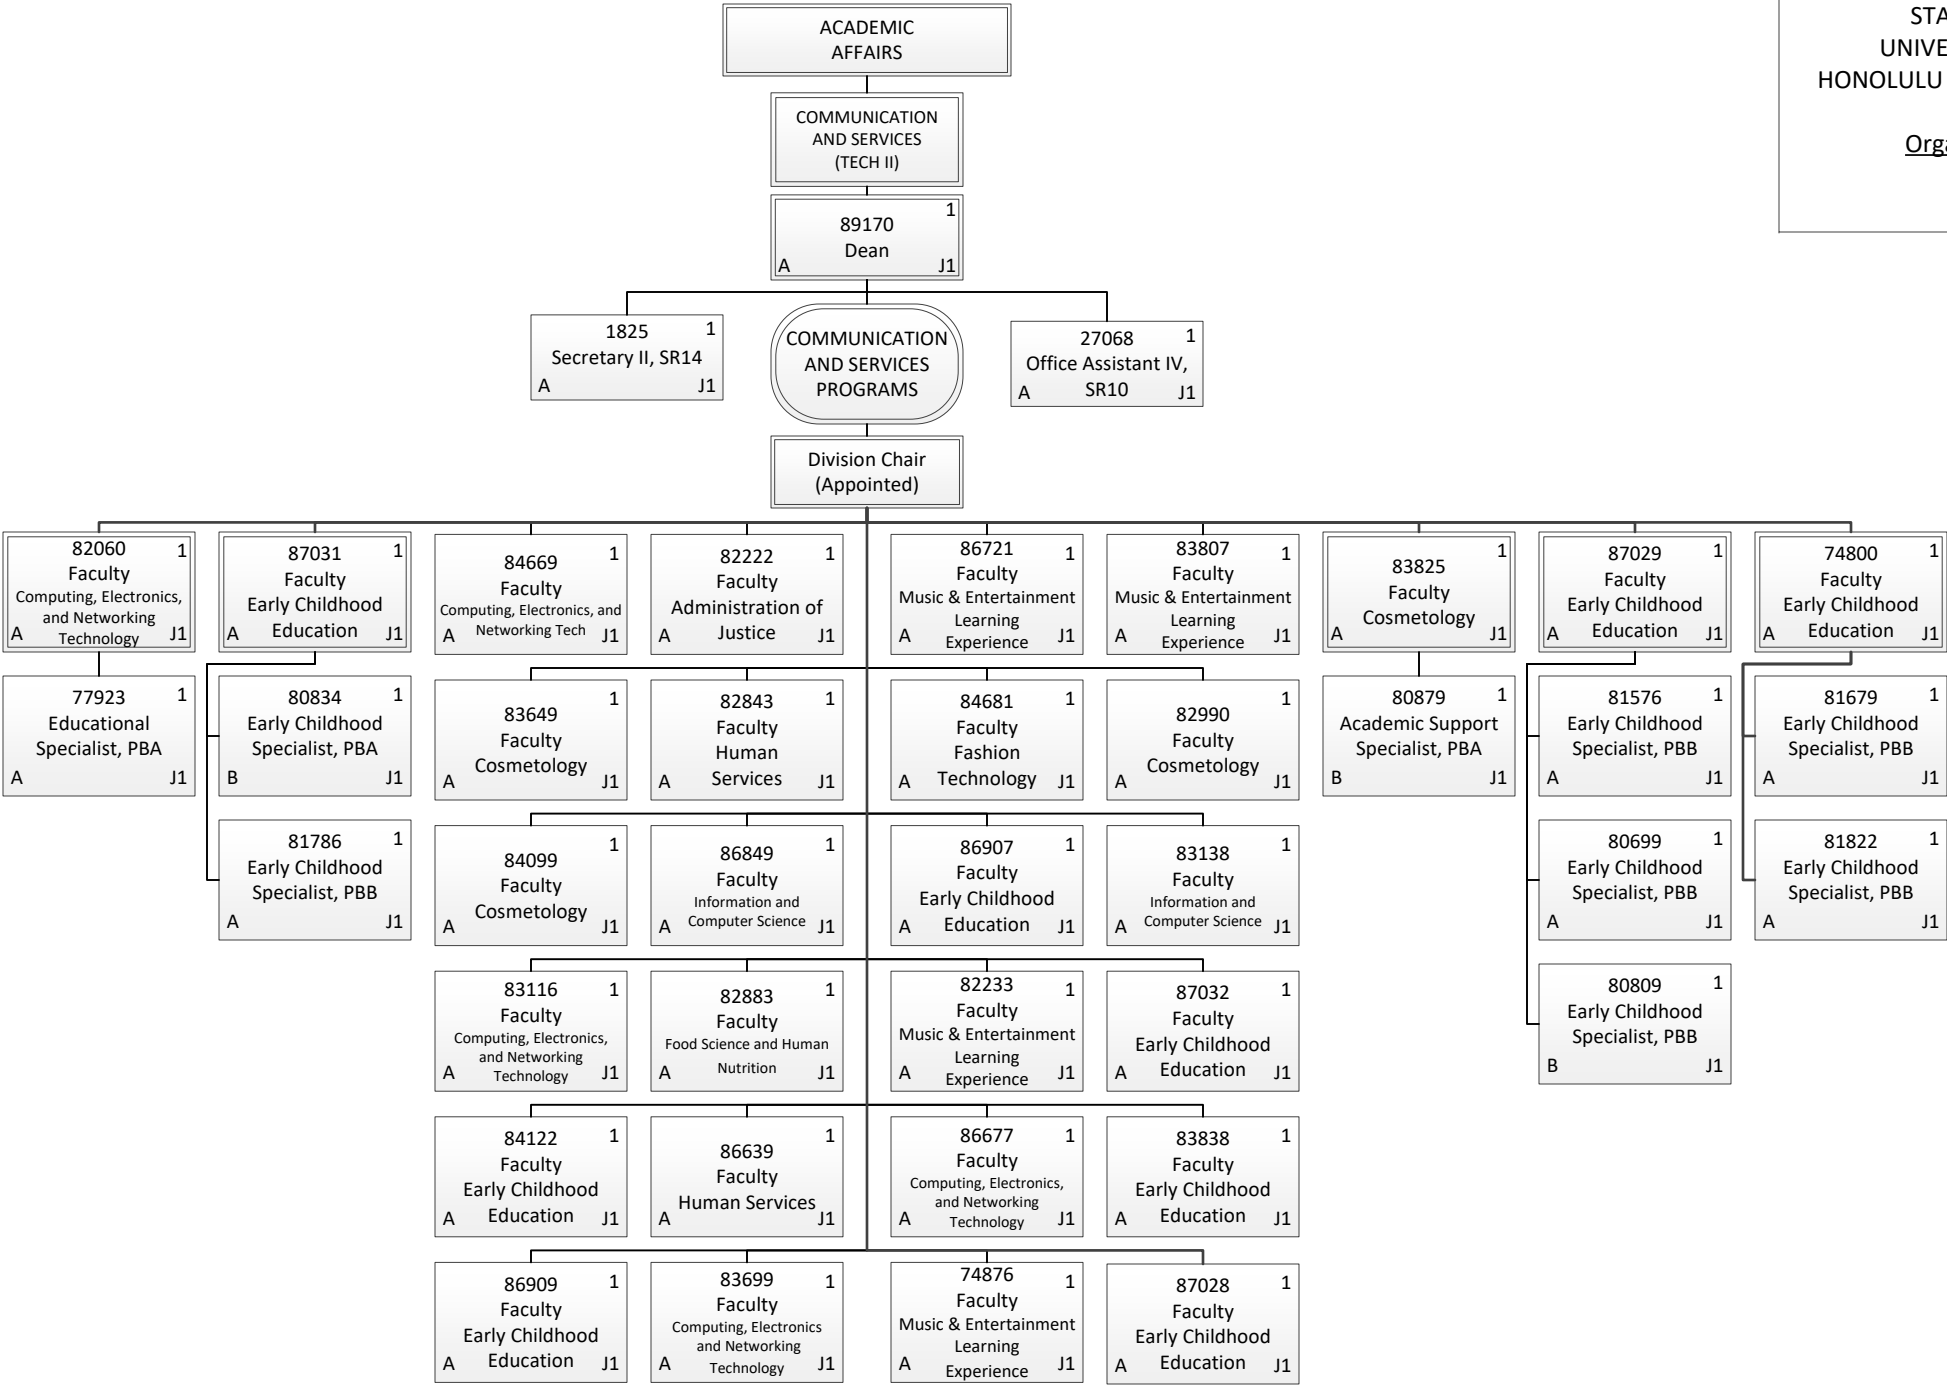 ACADEMIC
AFFAIRS
STA
UNIVE
HONOLULU
Orga
COMMUNICATION
AND SERVICES
(TECH II)
1
89170
Dean
A J1
1825 1
Secretary II, SR14
A J1
COMMUNICATION
AND SERVICES
PROGRAMS
27068 1
Office Assistant IV,
A SR10 J1
Division Chair
(Appointed)
82060 1
Faculty
Computing, Electronics,
and Networking
A Technology J1
87031 1
Faculty
Early Childhood
A Education J1
84669 1
Faculty
Computing, Electronics, and
A Networking Tech J1
82222 1
Faculty
Administration of
A Justice J1
86721 1
Faculty
Music & Entertainment
Learning
A Experience J1
83807 1
Faculty
Music & Entertainment
Learning
A Experience J1
83825 1
Faculty
Cosmetology
A J1
87029 1
Faculty
Early Childhood
A Education J1
74800 1
Faculty
Early Childhood
A Education J1
77923 1
Educational
Specialist, PBA
A J1
80834 1
Early Childhood
Specialist, PBA
B J1
83649 1
Faculty
Cosmetology
A J1
82843 1
Faculty
Human
A Services J1
84681 1
Faculty
Fashion
A Technology J1
82990 1
Faculty
Cosmetology
A J1
80879 1
Academic Support
Specialist, PBA
B J1
81576 1
Early Childhood
Specialist, PBB
A J1
81679 1
Early Childhood
Specialist, PBB
A J1
81786 1
Early Childhood
Specialist, PBB
A J1
84099 1
Faculty
Cosmetology
A J1
86849 1
Faculty
Information and
A Computer Science J1
86907 1
Faculty
Early Childhood
A Education J1
83138 1
Faculty
Information and
A Computer Science J1
80699 1
Early Childhood
Specialist, PBB
A J1
81822 1
Early Childhood
Specialist, PBB
A J1
83116 1
Faculty
Computing, Electronics,
and Networking
A Technology J1
82883 1
Faculty
Food Science and Human
A Nutrition J1
82233 1
Faculty
Music & Entertainment
Learning
A Experience J1
87032 1
Faculty
Early Childhood
A Education J1
80809 1
Early Childhood
Specialist, PBB
B J1
84122 1
Faculty
Early Childhood
A Education J1
86639 1
Faculty
Human Services
A J1
86677 1
Faculty
Computing, Electronics,
and Networking
A Technology J1
83838 1
Faculty
Early Childhood
A Education J1
86909 1
Faculty
Early Childhood
A Education J1
83699 1
Faculty
Computing, Electronics
and Networking
A Technology J1
74876 1
Faculty
Music & Entertainment
Learning
A Experience J1
87028 1
Faculty
Early Childhood
A Education J1